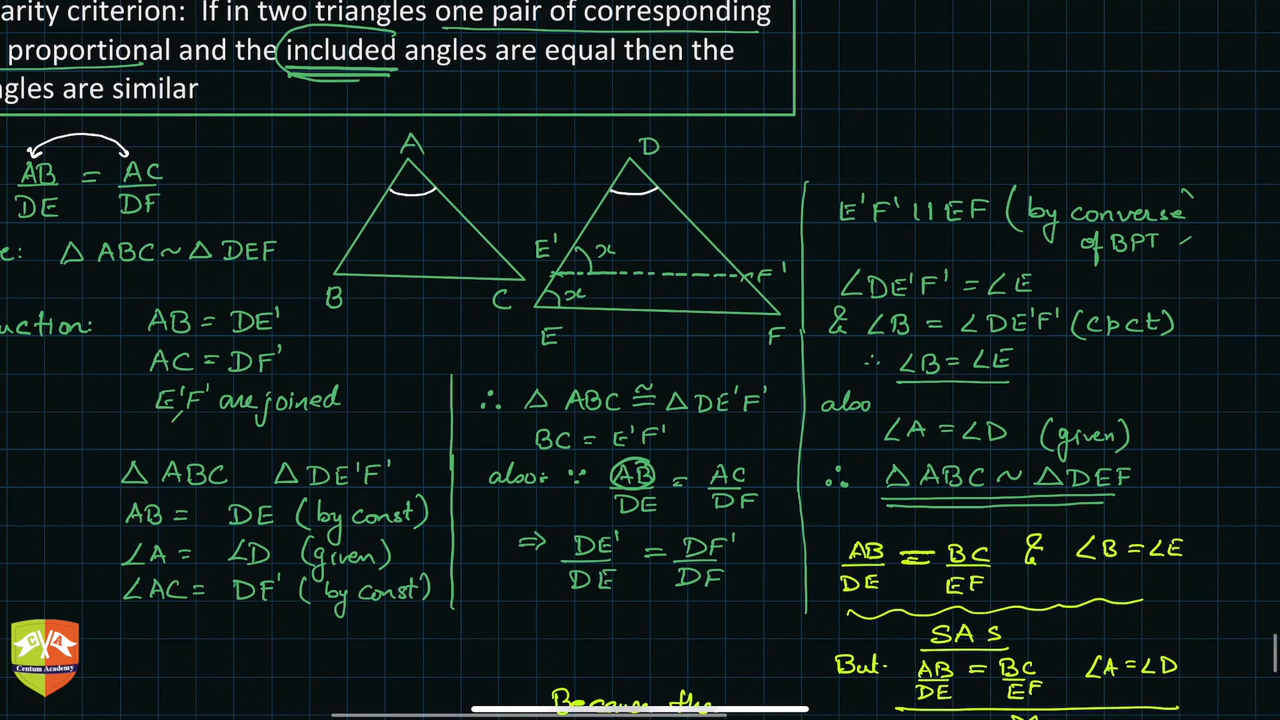 arity criterion: If in two triangles one pair of corresponding
proportional and the included angles are equal then the
ngles are similar
AB/DE = AC/DF
e: △ ABC ~ △ DEF
uction: AB = DE'
AC = DF'
E'F' are joined
△ ABC △ DE'F'
AB = DE (by const)
∠A = ∠D (given)
∠AC = DF' (by const)
A
B
C
D
E'
x
F'
x
E
F
∴ △ ABC ≅ △ DE'F'
BC = E'F'
also: ∵ AB/DE = AC/DF
⇒ DE'/DE = DF'/DF
Because the
E'F' || EF (by converse
of BPT
∠DE'F' = ∠E
& ∠B = ∠DE'F' (cpct)
∴ ∠B = ∠E
also
∠A = ∠D (given)
∴ △ ABC ~ △ DEF
AB/DE = BC/EF & ∠B = ∠E
SAS
But. AB/DE = BC/EF ∠A = ∠D
C A
Centum Academy